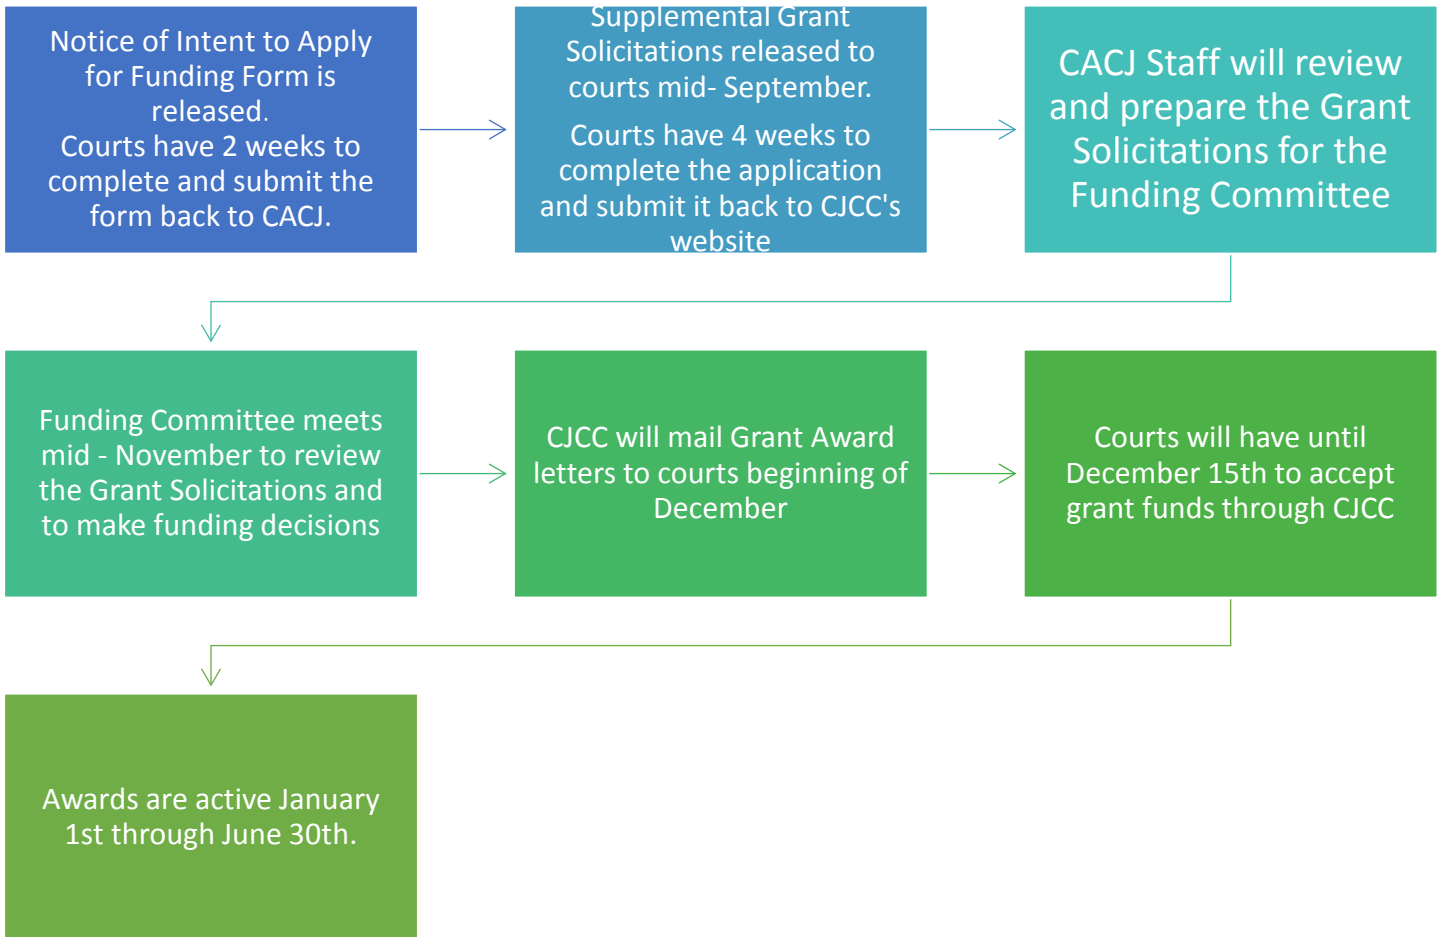 Notice of Intent to Apply
for Funding Form is
released.
Courts have 2 weeks to
complete and submit the
form back to CACJ.
Supplemental Grant
Solicitations released to
courts mid- September.
Courts have 4 weeks to
complete the application
and submit it back to CJCC's
website
CACJ Staff will review
and prepare the Grant
Solicitations for the
Funding Committee
Funding Committee meets
mid - November to review
the Grant Solicitations and
to make funding decisions
CJCC will mail Grant Award
letters to courts beginning of
December
Courts will have until
December 15th to accept
grant funds through CJCC
Awards are active January
1st through June 30th.